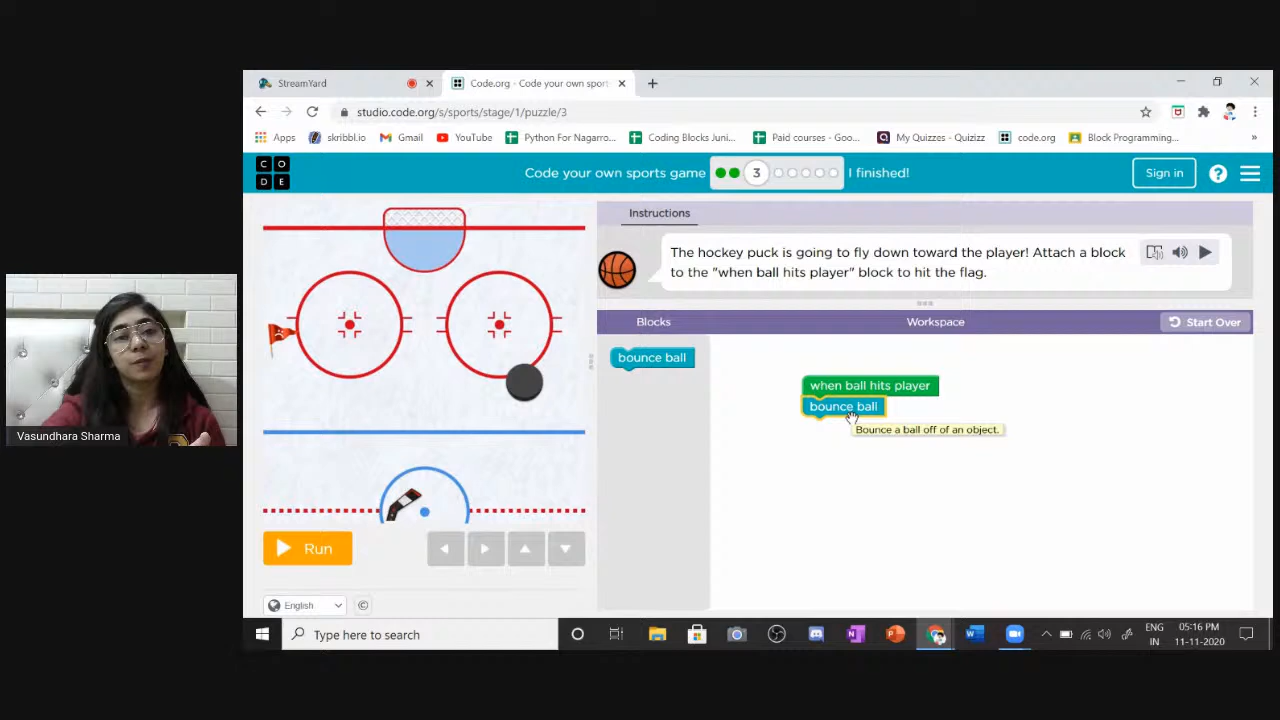 StreamYard
Code.org - Code your own sport
studio.code.org/s/sports/stage/1/puzzle/3
Apps
skribbl.io
Gmail
YouTube
Python For Nagarro...
Coding Blocks Juni...
Paid courses - Goo...
My Quizzes - Quizizz
code.org
Block Programming...
»
C O
D E
Code your own sports game
3
I finished!
Sign in
?
Instructions
The hockey puck is going to fly down toward the player! Attach a block
to the "when ball hits player" block to hit the flag.
Blocks
Workspace
Start Over
bounce ball
when ball hits player
bounce ball
Bounce a ball off of an object.
Vasundhara Sharma
Run
English
©
Type here to search
ENG
IN
05:16 PM
11-11-2020